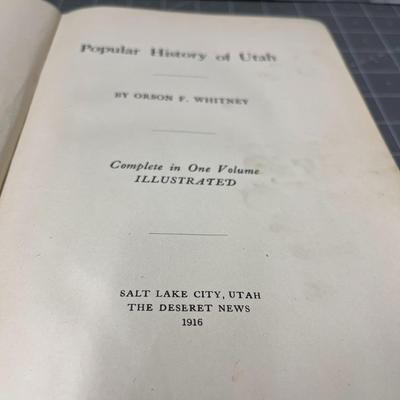 Popular History of Utah
BY ORSON F. WHITNEY
Complete in One Volume
ILLUSTRATED
SALT LAKE CITY, UTAH
THE DESERET NEWS
1916